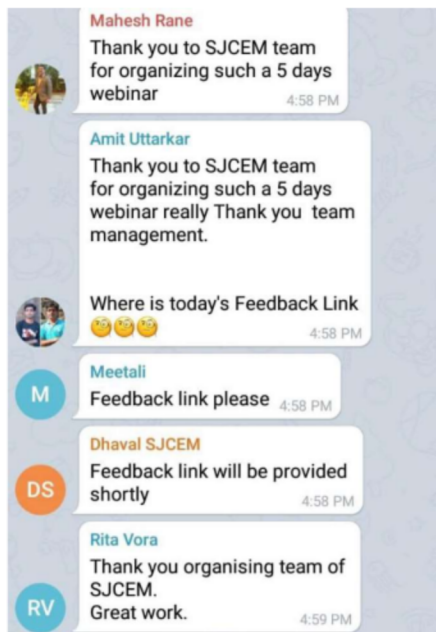 Mahesh Rane
Thank you to SJCEM team
for organizing such a 5 days
webinar
4:58 PM
Amit Uttarkar
Thank you to SJCEM team
for organizing such a 5 days
webinar really Thank you team
management.
Where is today's Feedback Link
🧐🧐🧐
4:58 PM
M
Meetali
Feedback link please 4:58 PM
Dhaval SJCEM
DS
Feedback link will be provided
shortly
4:58 PM
Rita Vora
RV
Thank you organising team of
SJCEM.
Great work.
4:59 PM